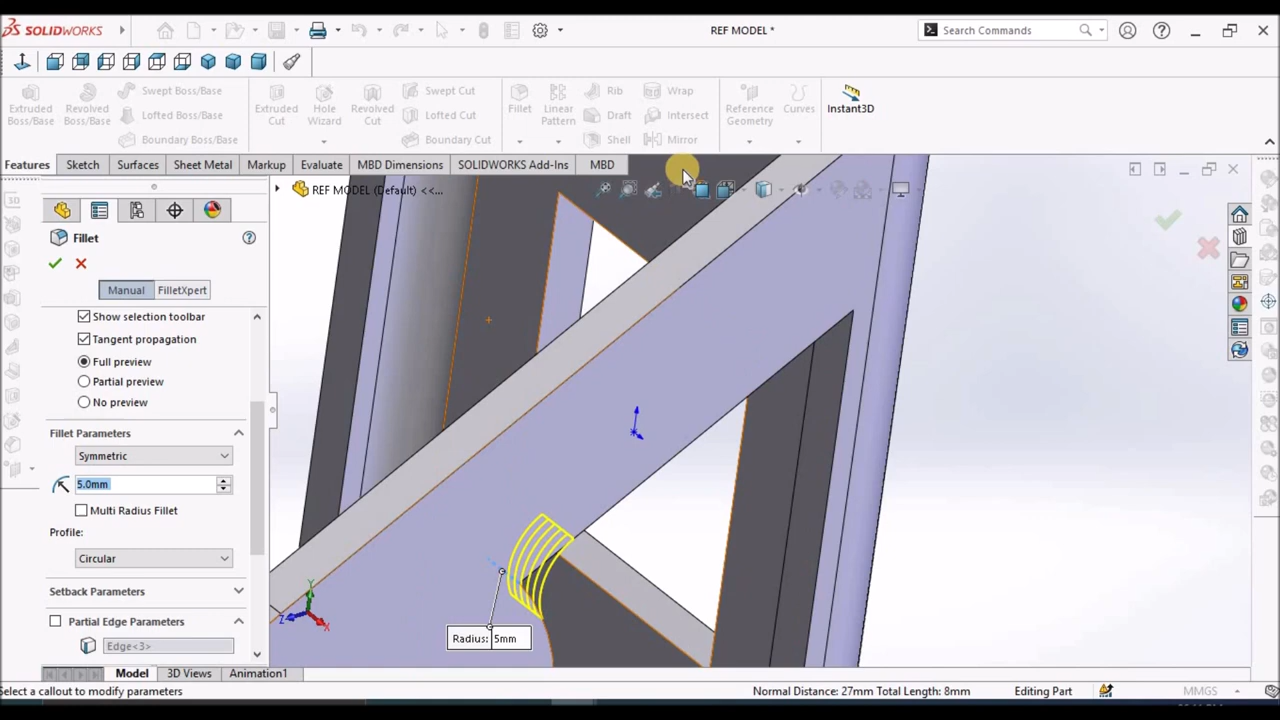 SOLIDWORKS
REF MODEL *
Search Commands
Extruded Boss/Base
Revolved Boss/Base
Swept Boss/Base
Lofted Boss/Base
Boundary Boss/Base
Extruded Cut
Hole Wizard
Revolved Cut
Swept Cut
Lofted Cut
Boundary Cut
Fillet
Linear Pattern
Rib
Draft
Shell
Wrap
Intersect
Mirror
Reference Geometry
Curves
Instant3D
Features
Sketch
Surfaces
Sheet Metal
Markup
Evaluate
MBD Dimensions
SOLIDWORKS Add-Ins
MBD
REF MODEL (Default) <<...
Fillet
Manual
FilletXpert
Show selection toolbar
Tangent propagation
Full preview
Partial preview
No preview
Fillet Parameters
Symmetric
5.0mm
Multi Radius Fillet
Profile:
Circular
Setback Parameters
Partial Edge Parameters
Edge<3>
Y
Z
X
Radius: 5mm
Model
3D Views
Animation1
Select a callout to modify parameters
Normal Distance: 27mm Total Length: 8mm
Editing Part
MMGS